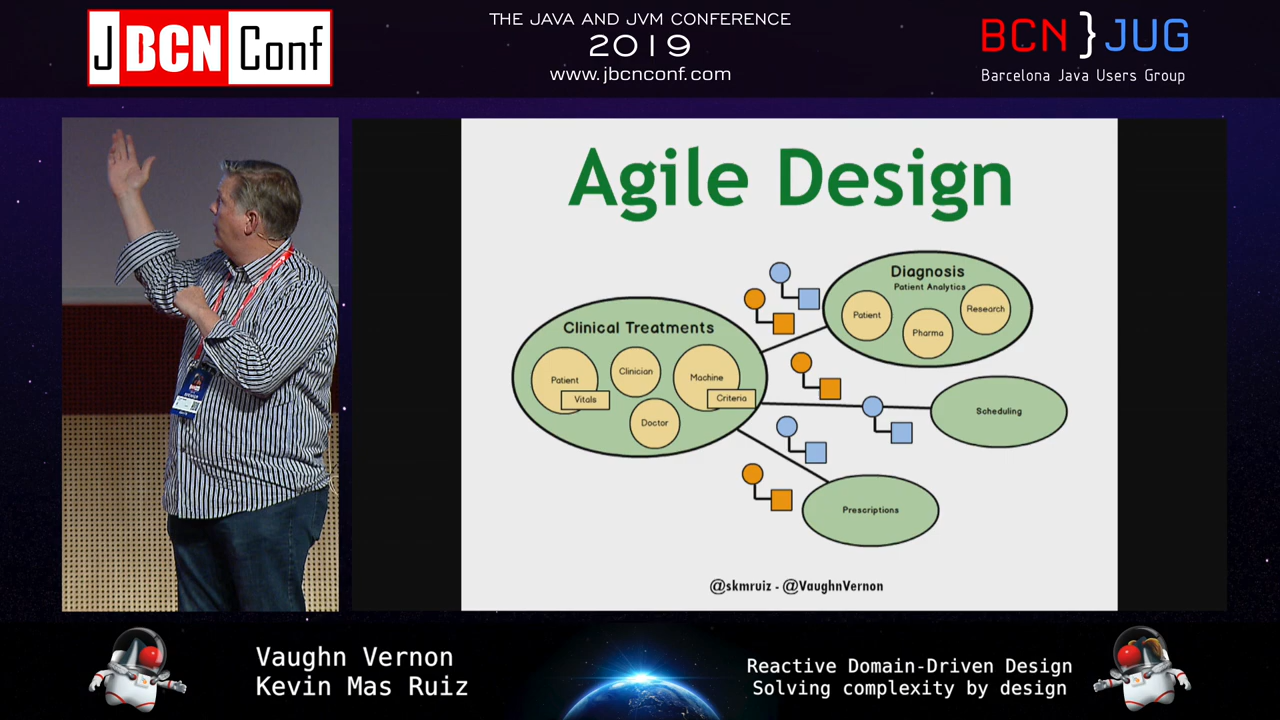 J BCN Conf
THE JAVA AND JVM CONFERENCE
2019
www.jbcnconf.com
BCN } JUG
Barcelona Java Users Group
Agile Design
Diagnosis
Patient Analytics
Patient
Pharma
Research
Clinical Treatments
Patient
Vitals
Clinician
Machine
Criteria
Doctor
Scheduling
Prescriptions
@skmruiz - @VaughnVernon
Vaughn Vernon
Kevin Mas Ruiz
Reactive Domain-Driven Design
Solving complexity by design